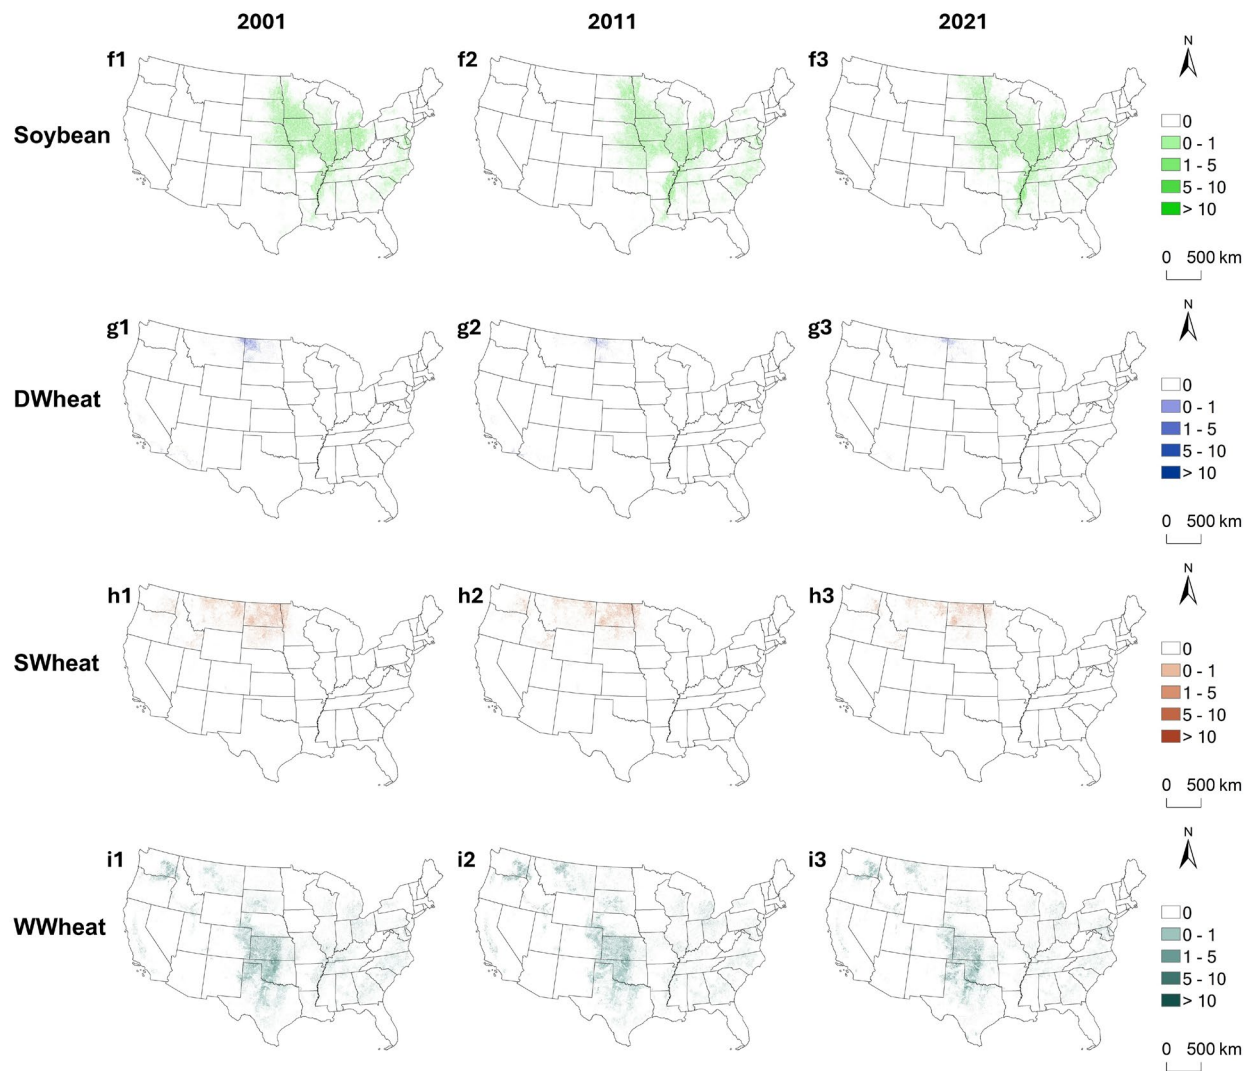 2001 2011 2021
f1 f2 f3
N
Soybean
0
0 - 1
1 - 5
5 - 10
> 10
0 500 km
g1 g2 g3
N
DWheat
0
0 - 1
1 - 5
5 - 10
> 10
0 500 km
h1 h2 h3
N
SWheat
0
0 - 1
1 - 5
5 - 10
> 10
0 500 km
i1 i2 i3
N
WWheat
0
0 - 1
1 - 5
5 - 10
> 10
0 500 km